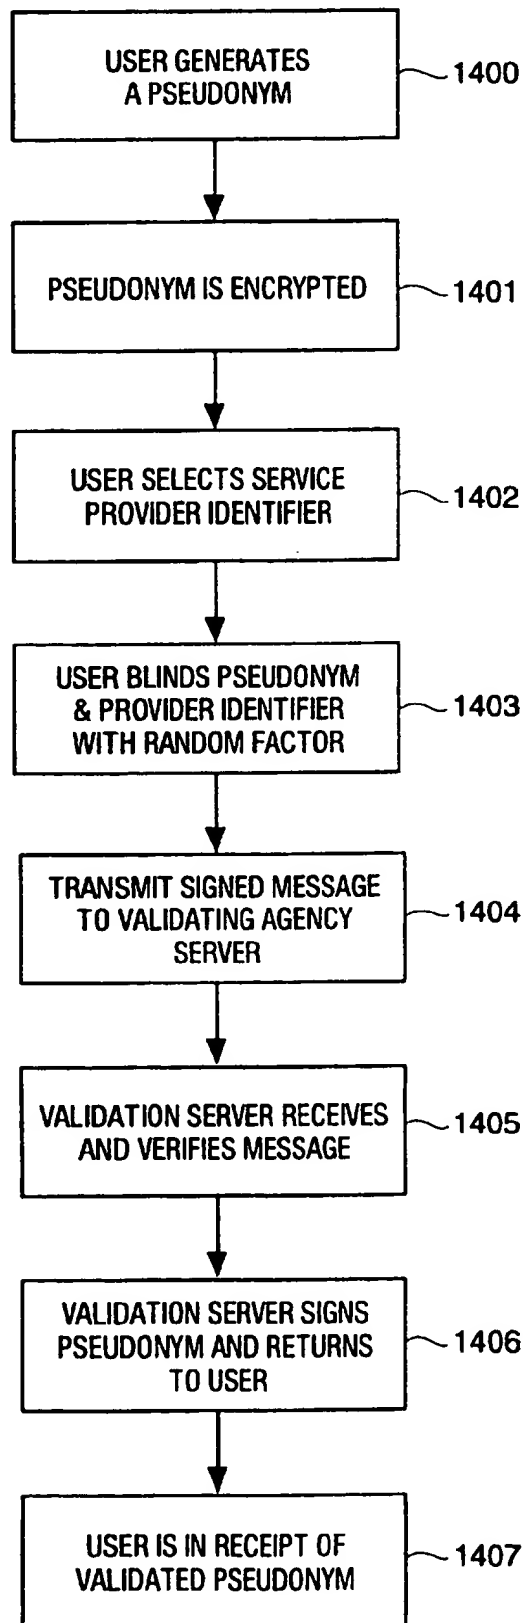 USER GENERATES
A PSEUDONYM
1400
PSEUDONYM IS ENCRYPTED
1401
USER SELECTS SERVICE
PROVIDER IDENTIFIER
1402
USER BLINDS PSEUDONYM
& PROVIDER IDENTIFIER
WITH RANDOM FACTOR
1403
TRANSMIT SIGNED MESSAGE
TO VALIDATING AGENCY
SERVER
1404
VALIDATION SERVER RECEIVES
AND VERIFIES MESSAGE
1405
VALIDATION SERVER SIGNS
PSEUDONYM AND RETURNS
TO USER
1406
USER IS IN RECEIPT OF
VALIDATED PSEUDONYM
1407